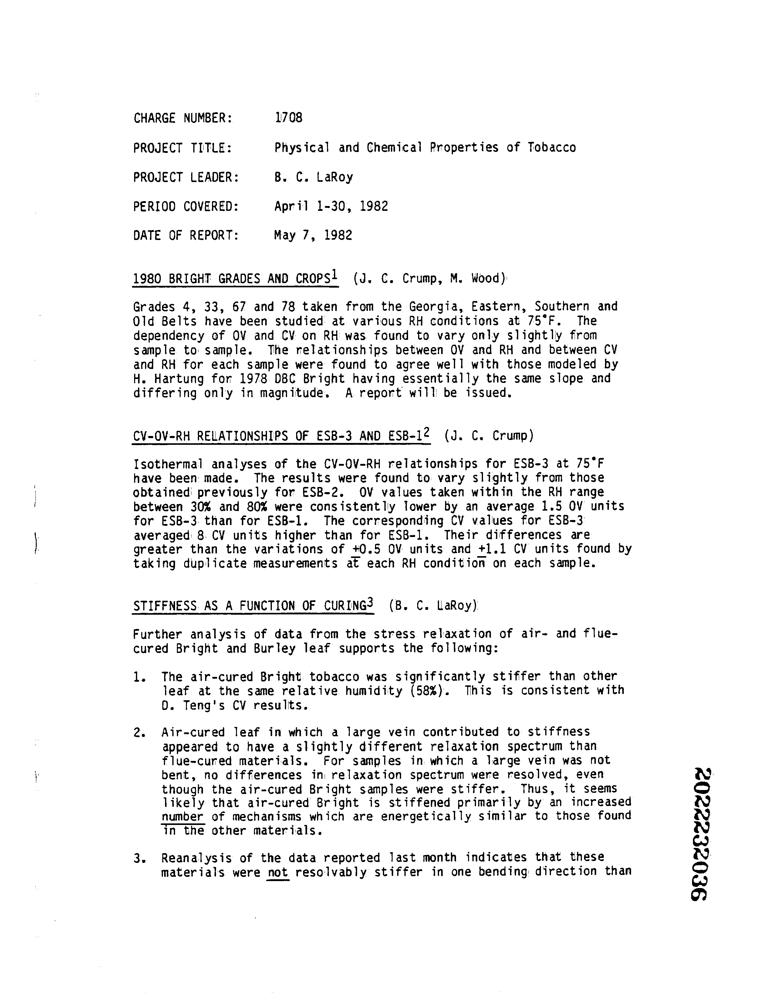 CHARGE NUMBER: 1708
PROJECT TITLE: Physical and Chemical Properties of Tobacco
PROJECT LEADER: B. C. LaRoy
PERIOD COVERED: April 1-30, 1982
DATE OF REPORT: May 7, 1982
1980 BRIGHT GRADES AND CROPS1 (J. C. Crump, M. Wood)
Grades 4, 33, 67 and 78 taken from the Georgia, Eastern, Southern and
Old Belts have been studied at various RH conditions at 75°F. The
dependency of OV and CV on RH was found to vary only slightly from
sample to sample. The relationships between OV and RH and between CV
and RH for each sample were found to agree well with those modeled by
H. Hartung for 1978 DBC Bright having essentially the same slope and
differing only in magnitude. A report will be issued.
CV-OV-RH RELATIONSHIPS OF ESB-3 AND ESB-12 (J. C. Crump)
Isothermal analyses of the CV-OV-RH relationships for ESB-3 at 75°F
have been made. The results were found to vary slightly from those
obtained previously for ESB-2. OV values taken within the RH range
between 30% and 80% were consistently lower by an average 1.5 OV units
for ESB-3 than for ESB-1. The corresponding CV values for ESB-3
averaged 8 CV units higher than for ESB-1. Their differences are
greater than the variations of ±0.5 OV units and ±1.1 CV units found by
taking duplicate measurements at each RH condition on each sample.
STIFFNESS AS A FUNCTION OF CURING3 (B. C. LaRoy)
Further analysis of data from the stress relaxation of air- and flue-
cured Bright and Burley leaf supports the following:
1. The air-cured Bright tobacco was significantly stiffer than other
leaf at the same relative humidity (58%). This is consistent with
D. Teng's CV results.
2. Air-cured leaf in which a large vein contributed to stiffness
appeared to have a slightly different relaxation spectrum than
flue-cured materials. For samples in which a large vein was not
bent, no differences in relaxation spectrum were resolved, even
though the air-cured Bright samples were stiffer. Thus, it seems
likely that air-cured Bright is stiffened primarily by an increased
number of mechanisms which are energetically similar to those found
in the other materials.
3. Reanalysis of the data reported last month indicates that these
materials were not resolvably stiffer in one bending direction than
2022232036